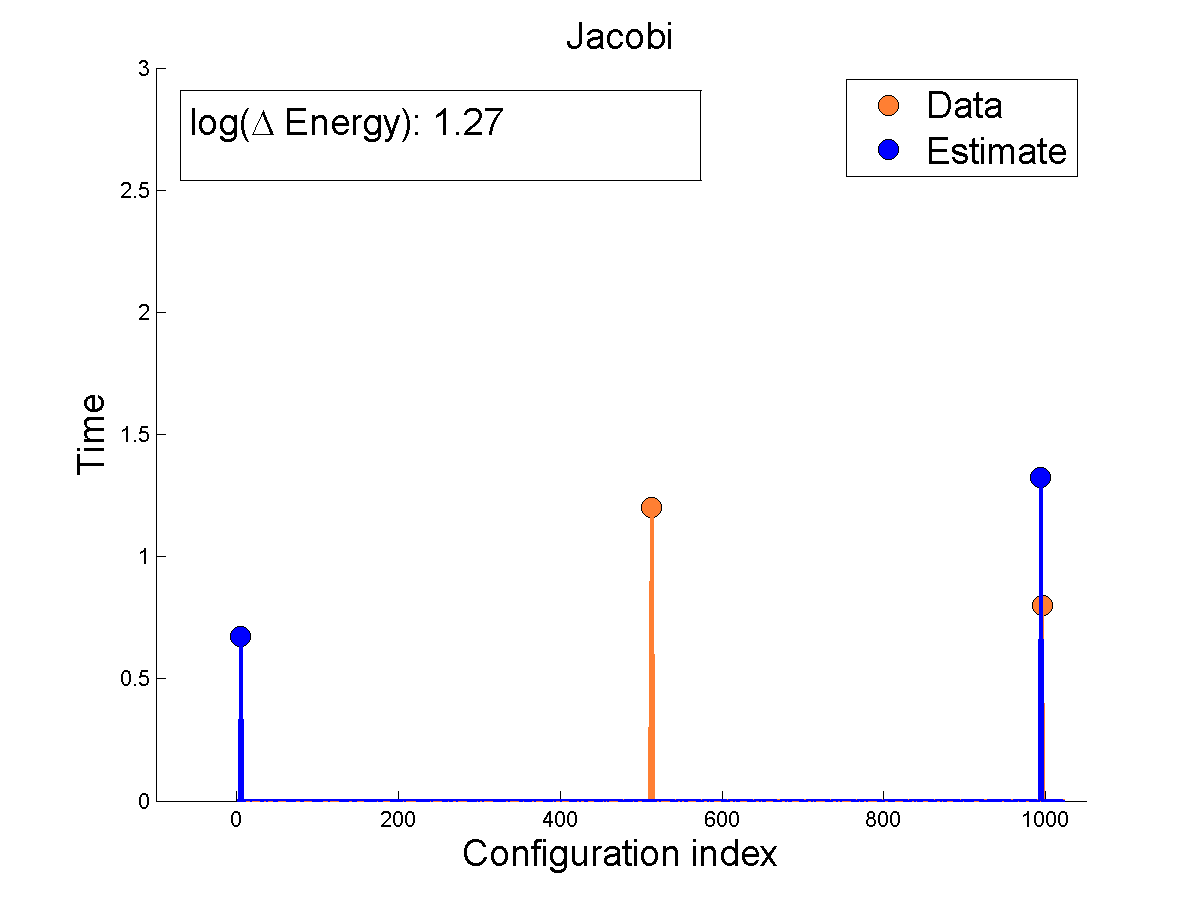 Jacobi
log(Δ Energy): 1.27
Data
Estimate
3
2.5
2
1.5
1
0.5
0
Time
0 200 400 600 800 1000
Configuration index